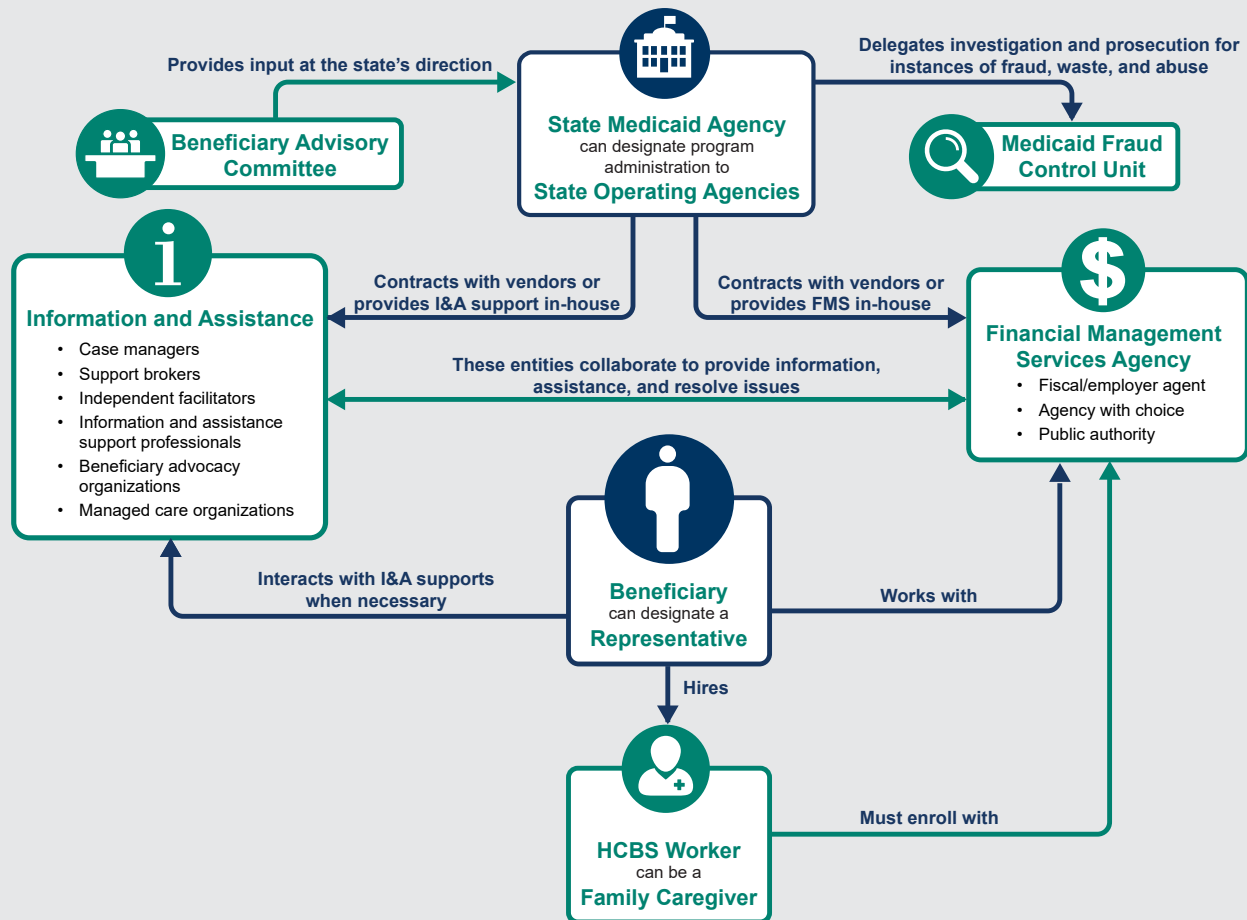 Provides input at the state's direction
Beneficiary Advisory
Committee
State Medicaid Agency
can designate program
administration to
State Operating Agencies
Delegates investigation and prosecution for
instances of fraud, waste, and abuse
Medicaid Fraud
Control Unit
Contracts with vendors or
provides I&A support in-house
Contracts with vendors or
provides FMS in-house
i
Information and Assistance
• Case managers
• Support brokers
• Independent facilitators
• Information and assistance
support professionals
• Beneficiary advocacy
organizations
• Managed care organizations
These entities collaborate to provide information,
assistance, and resolve issues
$
Financial Management
Services Agency
• Fiscal/employer agent
• Agency with choice
• Public authority
Interacts with I&A supports
when necessary
Beneficiary
can designate a
Representative
Works with
Hires
HCBS Worker
can be a
Family Caregiver
Must enroll with